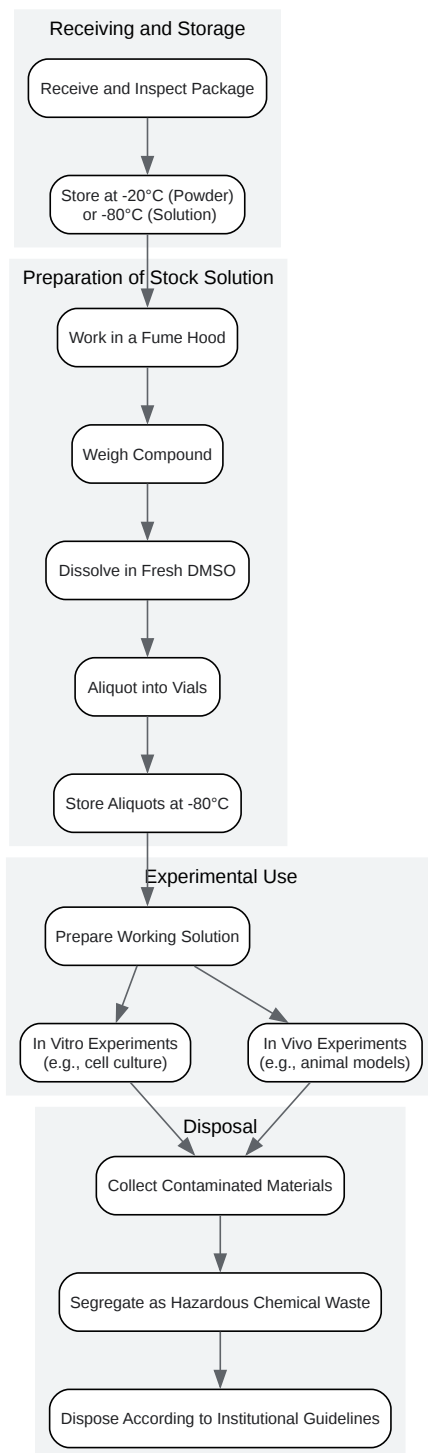 Receiving and Storage
Receive and Inspect Package
Store at -20°C (Powder)
or -80°C (Solution)
Preparation of Stock Solution
Work in a Fume Hood
Weigh Compound
Dissolve in Fresh DMSO
Aliquot into Vials
Store Aliquots at -80°C
Experimental Use
Prepare Working Solution
In Vitro Experiments
(e.g., cell culture)
In Vivo Experiments
(e.g., animal models)
Disposal
Collect Contaminated Materials
Segregate as Hazardous Chemical Waste
Dispose According to Institutional Guidelines